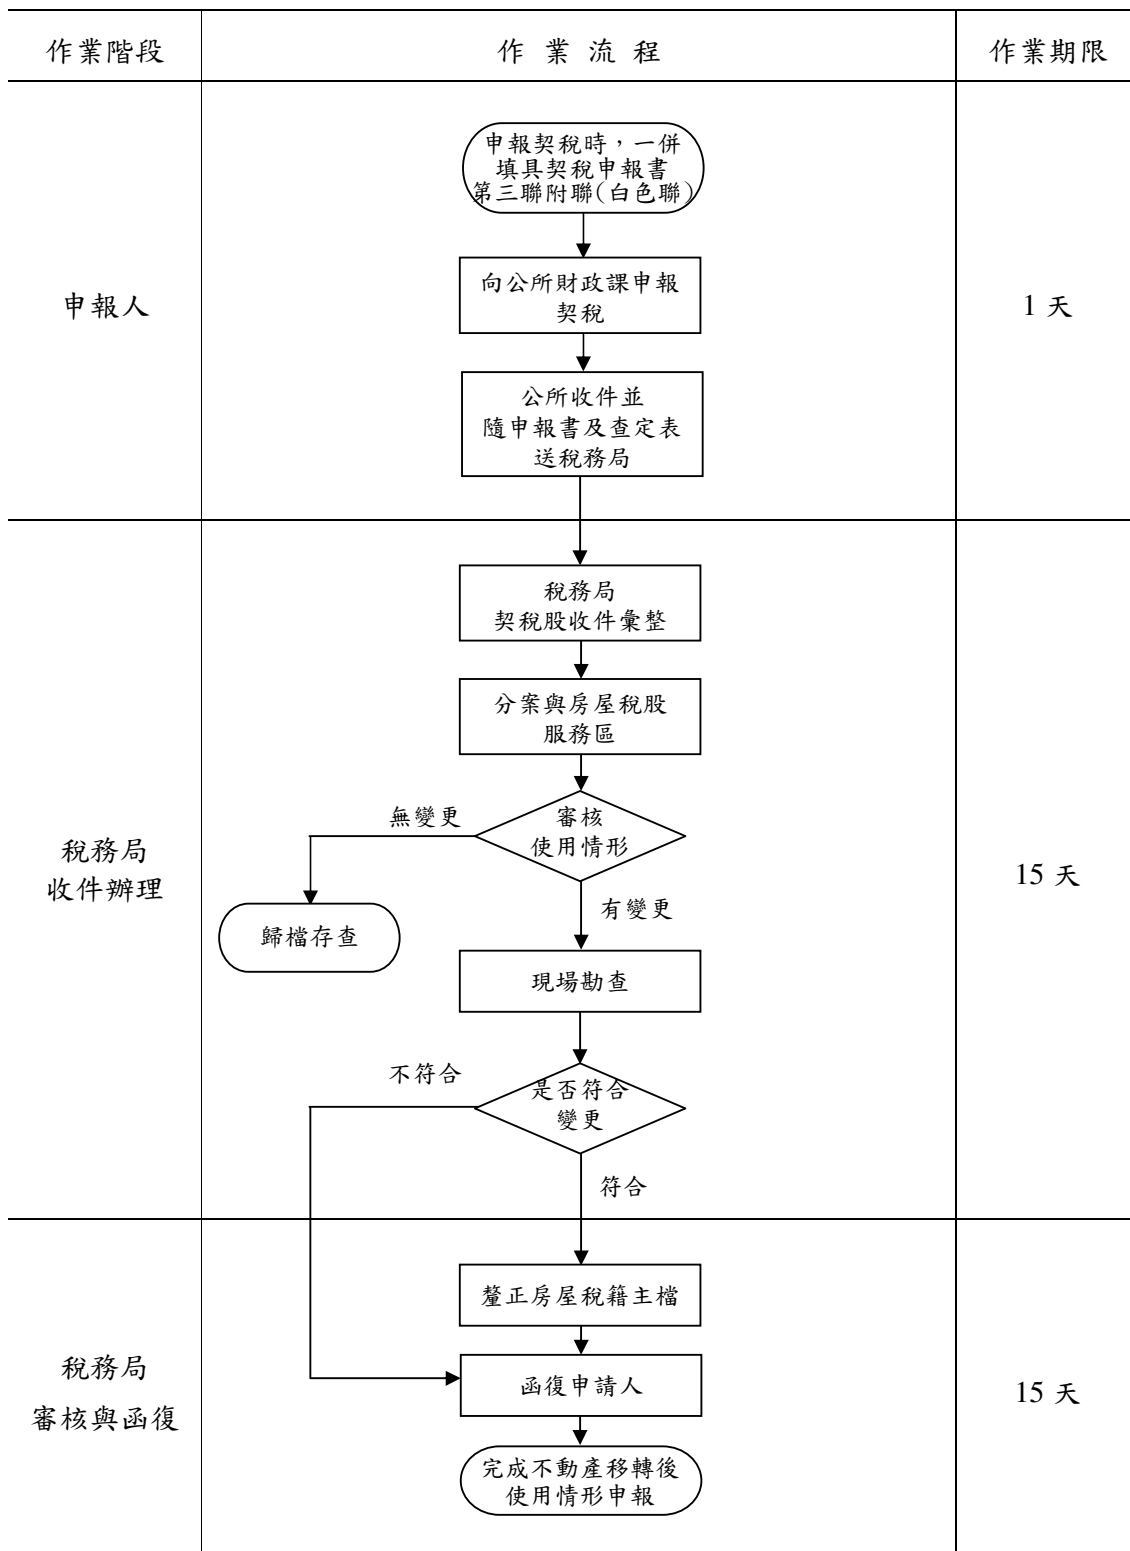 作業階段
作 業 流 程
作業期限
申報人
申報契稅時，一併
填具契稅申報書
第三聯附聯(白色聯)
向公所財政課申報
契稅
公所收件並
隨申報書及查定表
送稅務局
1 天
稅務局
收件辦理
稅務局
契稅股收件彙整
分案與房屋稅股
服務區
審核
使用情形
無變更
歸檔存查
有變更
現場勘查
是否符合
變更
不符合
符合
15 天
稅務局
審核與函復
釐正房屋稅籍主檔
函復申請人
完成不動產移轉後
使用情形申報
15 天